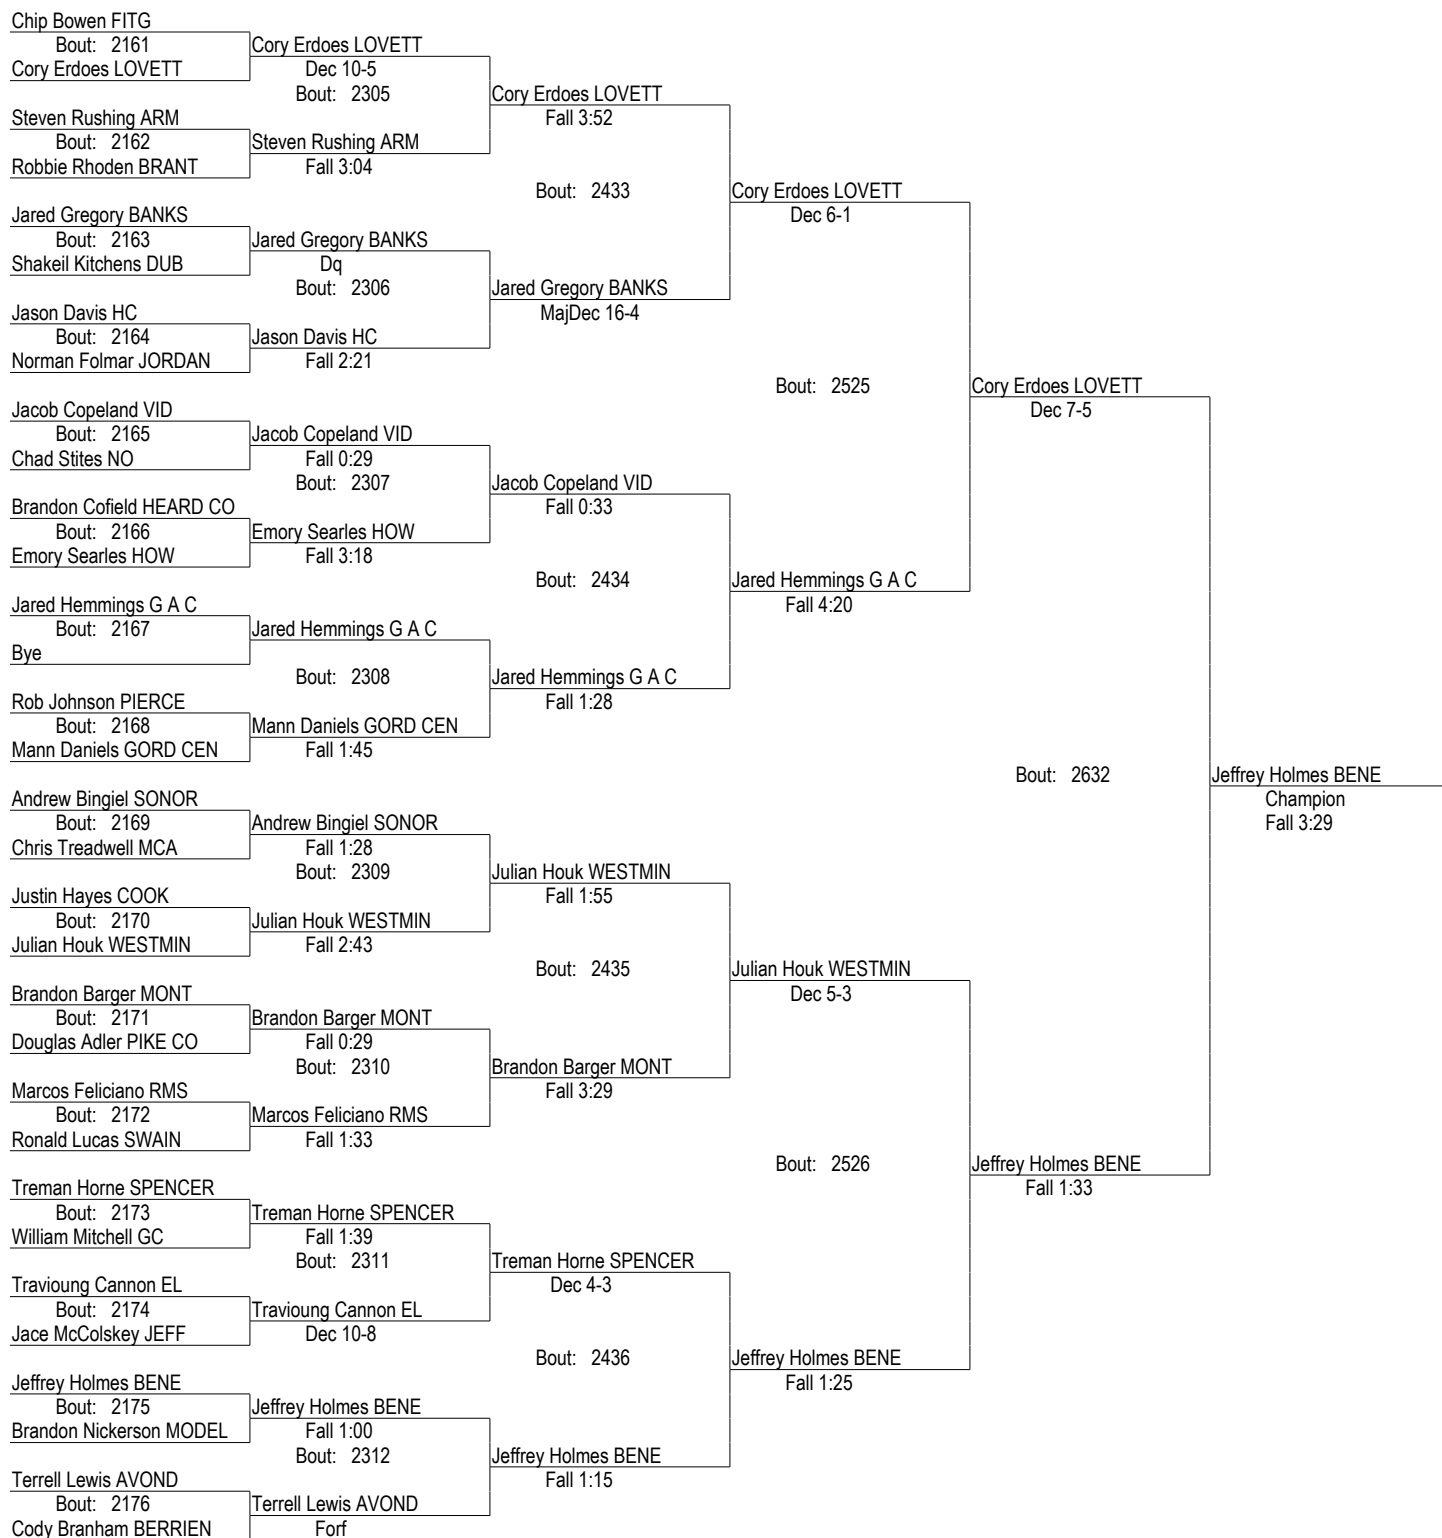 Chip Bowen FITG
Bout: 2161
Cory Erdoes LOVETT
Cory Erdoes LOVETT
Dec 10-5
Bout: 2305
Cory Erdoes LOVETT
Fall 3:52
Steven Rushing ARM
Bout: 2162
Robbie Rhoden BRANT
Steven Rushing ARM
Fall 3:04
Bout: 2433
Cory Erdoes LOVETT
Dec 6-1
Jared Gregory BANKS
Bout: 2163
Shakeil Kitchens DUB
Jared Gregory BANKS
Dq
Bout: 2306
Jared Gregory BANKS
MajDec 16-4
Jason Davis HC
Bout: 2164
Norman Folmar JORDAN
Jason Davis HC
Fall 2:21
Bout: 2525
Cory Erdoes LOVETT
Dec 7-5
Jacob Copeland VID
Bout: 2165
Chad Stites NO
Jacob Copeland VID
Fall 0:29
Bout: 2307
Jacob Copeland VID
Fall 0:33
Brandon Cofield HEARD CO
Bout: 2166
Emory Searles HOW
Emory Searles HOW
Fall 3:18
Bout: 2434
Jared Hemmings G A C
Fall 4:20
Jared Hemmings G A C
Bout: 2167
Bye
Jared Hemmings G A C
Bout: 2308
Jared Hemmings G A C
Fall 1:28
Rob Johnson PIERCE
Bout: 2168
Mann Daniels GORD CEN
Mann Daniels GORD CEN
Fall 1:45
Bout: 2632
Jeffrey Holmes BENE
Champion
Fall 3:29
Andrew Bingiel SONOR
Bout: 2169
Chris Treadwell MCA
Andrew Bingiel SONOR
Fall 1:28
Bout: 2309
Julian Houk WESTMIN
Fall 1:55
Justin Hayes COOK
Bout: 2170
Julian Houk WESTMIN
Julian Houk WESTMIN
Fall 2:43
Bout: 2435
Julian Houk WESTMIN
Dec 5-3
Brandon Barger MONT
Bout: 2171
Douglas Adler PIKE CO
Brandon Barger MONT
Fall 0:29
Bout: 2310
Brandon Barger MONT
Fall 3:29
Marcos Feliciano RMS
Bout: 2172
Ronald Lucas SWAIN
Marcos Feliciano RMS
Fall 1:33
Bout: 2526
Jeffrey Holmes BENE
Fall 1:33
Treman Horne SPENCER
Bout: 2173
William Mitchell GC
Treman Horne SPENCER
Fall 1:39
Bout: 2311
Treman Horne SPENCER
Dec 4-3
Travioung Cannon EL
Bout: 2174
Jace McColskey JEFF
Travioung Cannon EL
Dec 10-8
Bout: 2436
Jeffrey Holmes BENE
Fall 1:25
Jeffrey Holmes BENE
Bout: 2175
Brandon Nickerson MODEL
Jeffrey Holmes BENE
Fall 1:00
Bout: 2312
Jeffrey Holmes BENE
Fall 1:15
Terrell Lewis AVOND
Bout: 2176
Cody Branham BERRIEN
Terrell Lewis AVOND
Forf